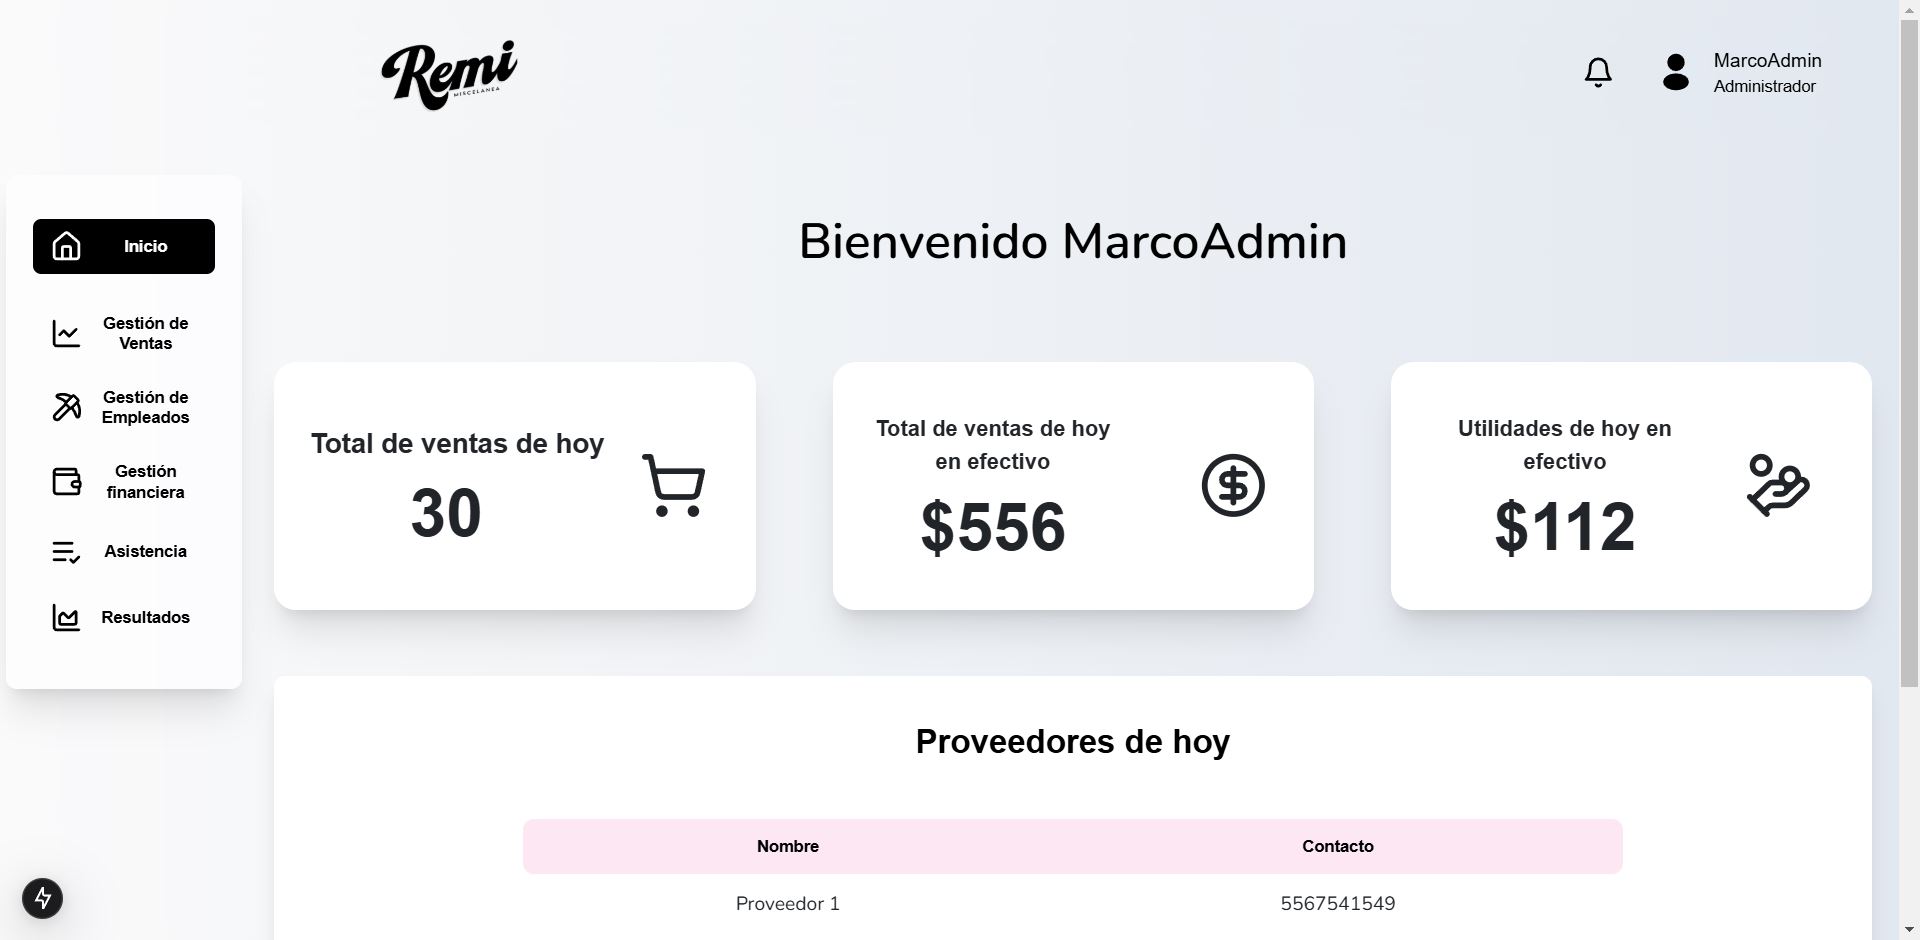 Remi
MISCELANEA
MarcoAdmin
Administrador
Inicio
Gestión de
Ventas
Gestión de
Empleados
Gestión
financiera
Asistencia
Resultados
Bienvenido MarcoAdmin
Total de ventas de hoy
30
Total de ventas de hoy
en efectivo
$556
Utilidades de hoy en
efectivo
$112
Proveedores de hoy
Nombre Contacto
Proveedor 1 5567541549